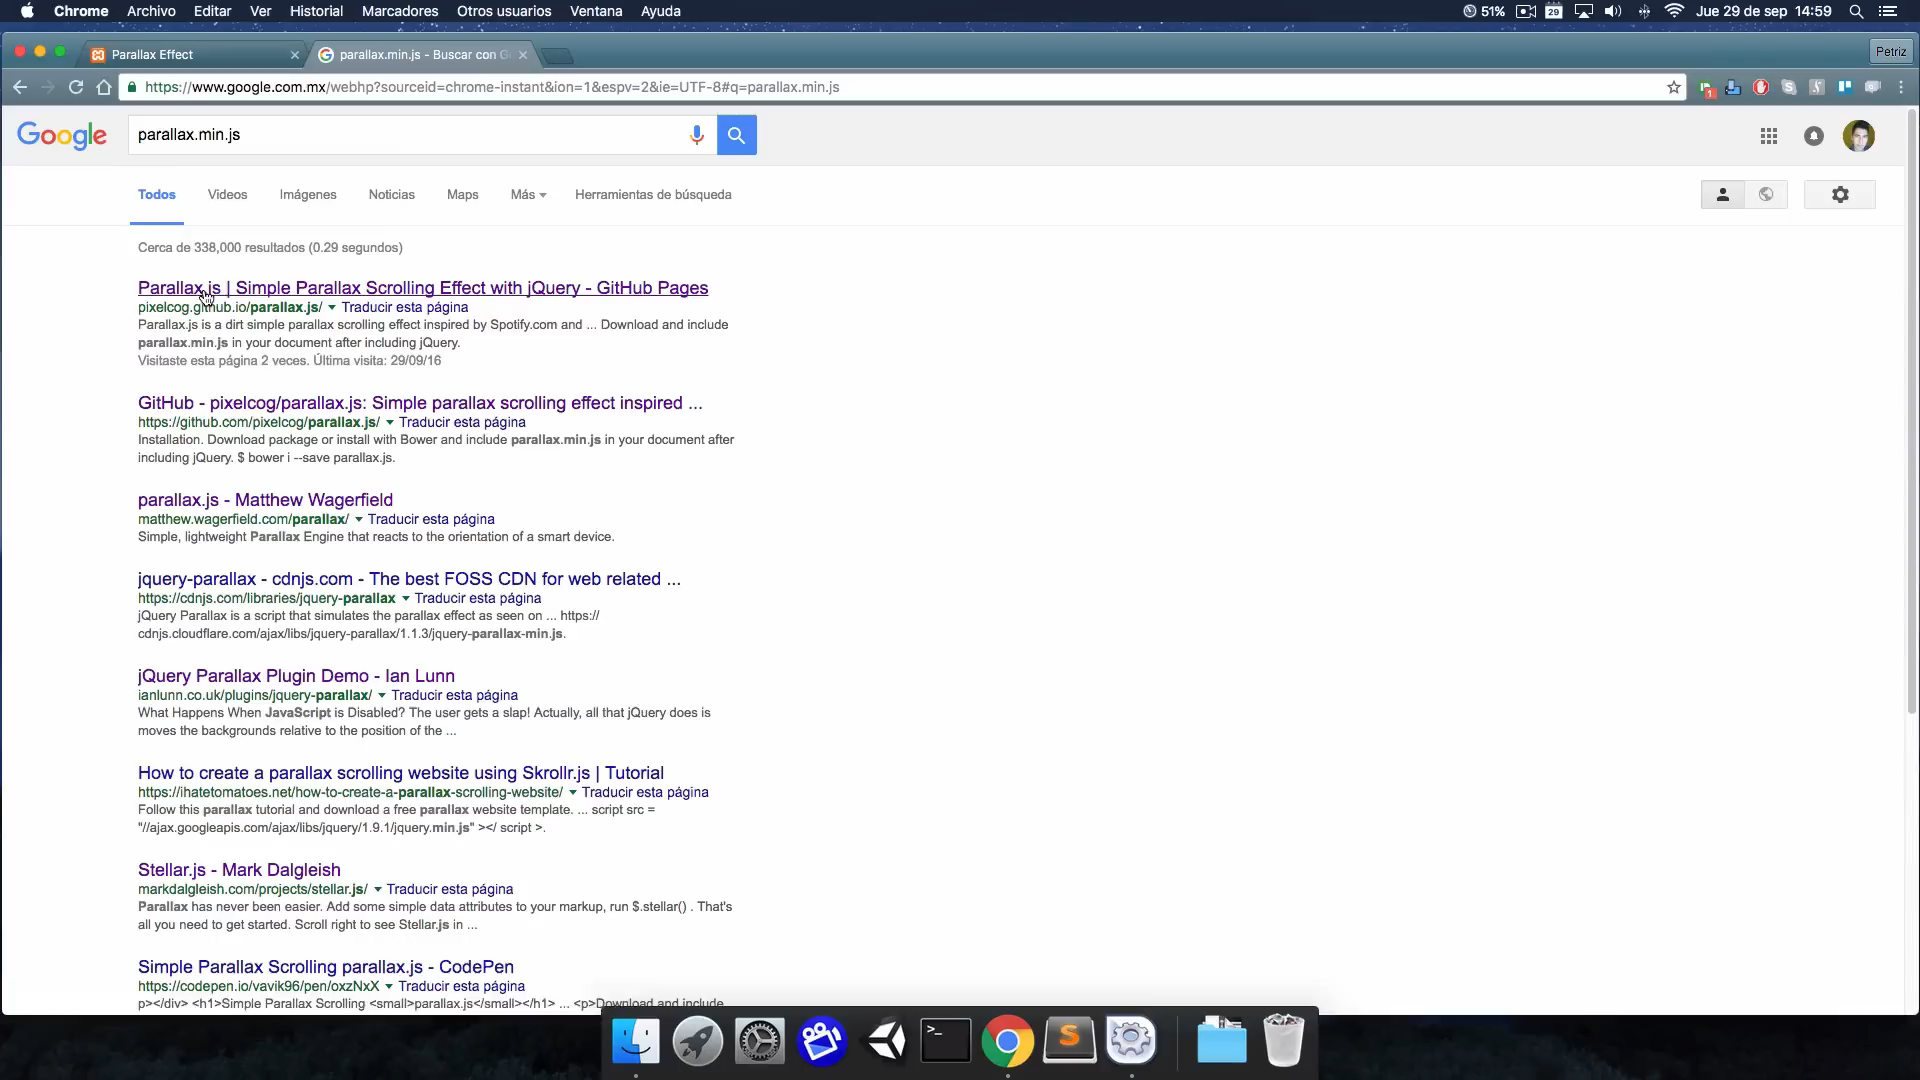 Chrome Archivo Editar Ver Historial Marcadores Otros usuarios Ventana Ayuda 51% 29 Jue 29 de sep 14:59
Parallax Effect parallax.min.js - Buscar con G Petriz
https://www.google.com.mx/webhp?sourceid=chrome-instant&ion=1&espv=2&ie=UTF-8#q=parallax.min.js
Google parallax.min.js
Todos Videos Imágenes Noticias Maps Más Herramientas de búsqueda
Cerca de 338,000 resultados (0.29 segundos)
Parallax.js | Simple Parallax Scrolling Effect with jQuery - GitHub Pages
pixelcog.github.io/parallax.js/ Traducir esta página
Parallax.js is a dirt simple parallax scrolling effect inspired by Spotify.com and ... Download and include
parallax.min.js in your document after including jQuery.
Visitaste esta página 2 veces. Última visita: 29/09/16
GitHub - pixelcog/parallax.js: Simple parallax scrolling effect inspired ...
https://github.com/pixelcog/parallax.js/ Traducir esta página
Installation. Download package or install with Bower and include parallax.min.js in your document after
including jQuery. $ bower i --save parallax.js.
parallax.js - Matthew Wagerfield
matthew.wagerfield.com/parallax/ Traducir esta página
Simple, lightweight Parallax Engine that reacts to the orientation of a smart device.
jquery-parallax - cdnjs.com - The best FOSS CDN for web related ...
https://cdnjs.com/libraries/jquery-parallax Traducir esta página
jQuery Parallax is a script that simulates the parallax effect as seen on ... https://
cdnjs.cloudflare.com/ajax/libs/jquery-parallax/1.1.3/jquery-parallax-min.js.
jQuery Parallax Plugin Demo - Ian Lunn
ianlunn.co.uk/plugins/jquery-parallax/ Traducir esta página
What Happens When JavaScript is Disabled? The user gets a slap! Actually, all that jQuery does is
moves the backgrounds relative to the position of the ...
How to create a parallax scrolling website using Skrollr.js | Tutorial
https://ihatetomatoes.net/how-to-create-a-parallax-scrolling-website/ Traducir esta página
Follow this parallax tutorial and download a free parallax website template. ... script src =
"//ajax.googleapis.com/ajax/libs/jquery/1.9.1/jquery.min.js" ></ script >.
Stellar.js - Mark Dalgleish
markdalgleish.com/projects/stellar.js/ Traducir esta página
Parallax has never been easier. Add some simple data attributes to your markup, run $.stellar() . That's
all you need to get started. Scroll right to see Stellar.js in ...
Simple Parallax Scrolling parallax.js - CodePen
https://codepen.io/vavik96/pen/oxzNxX Traducir esta página
p></div> <h1>Simple Parallax Scrolling <small>parallax.js</small></h1> ... <p>Download and include